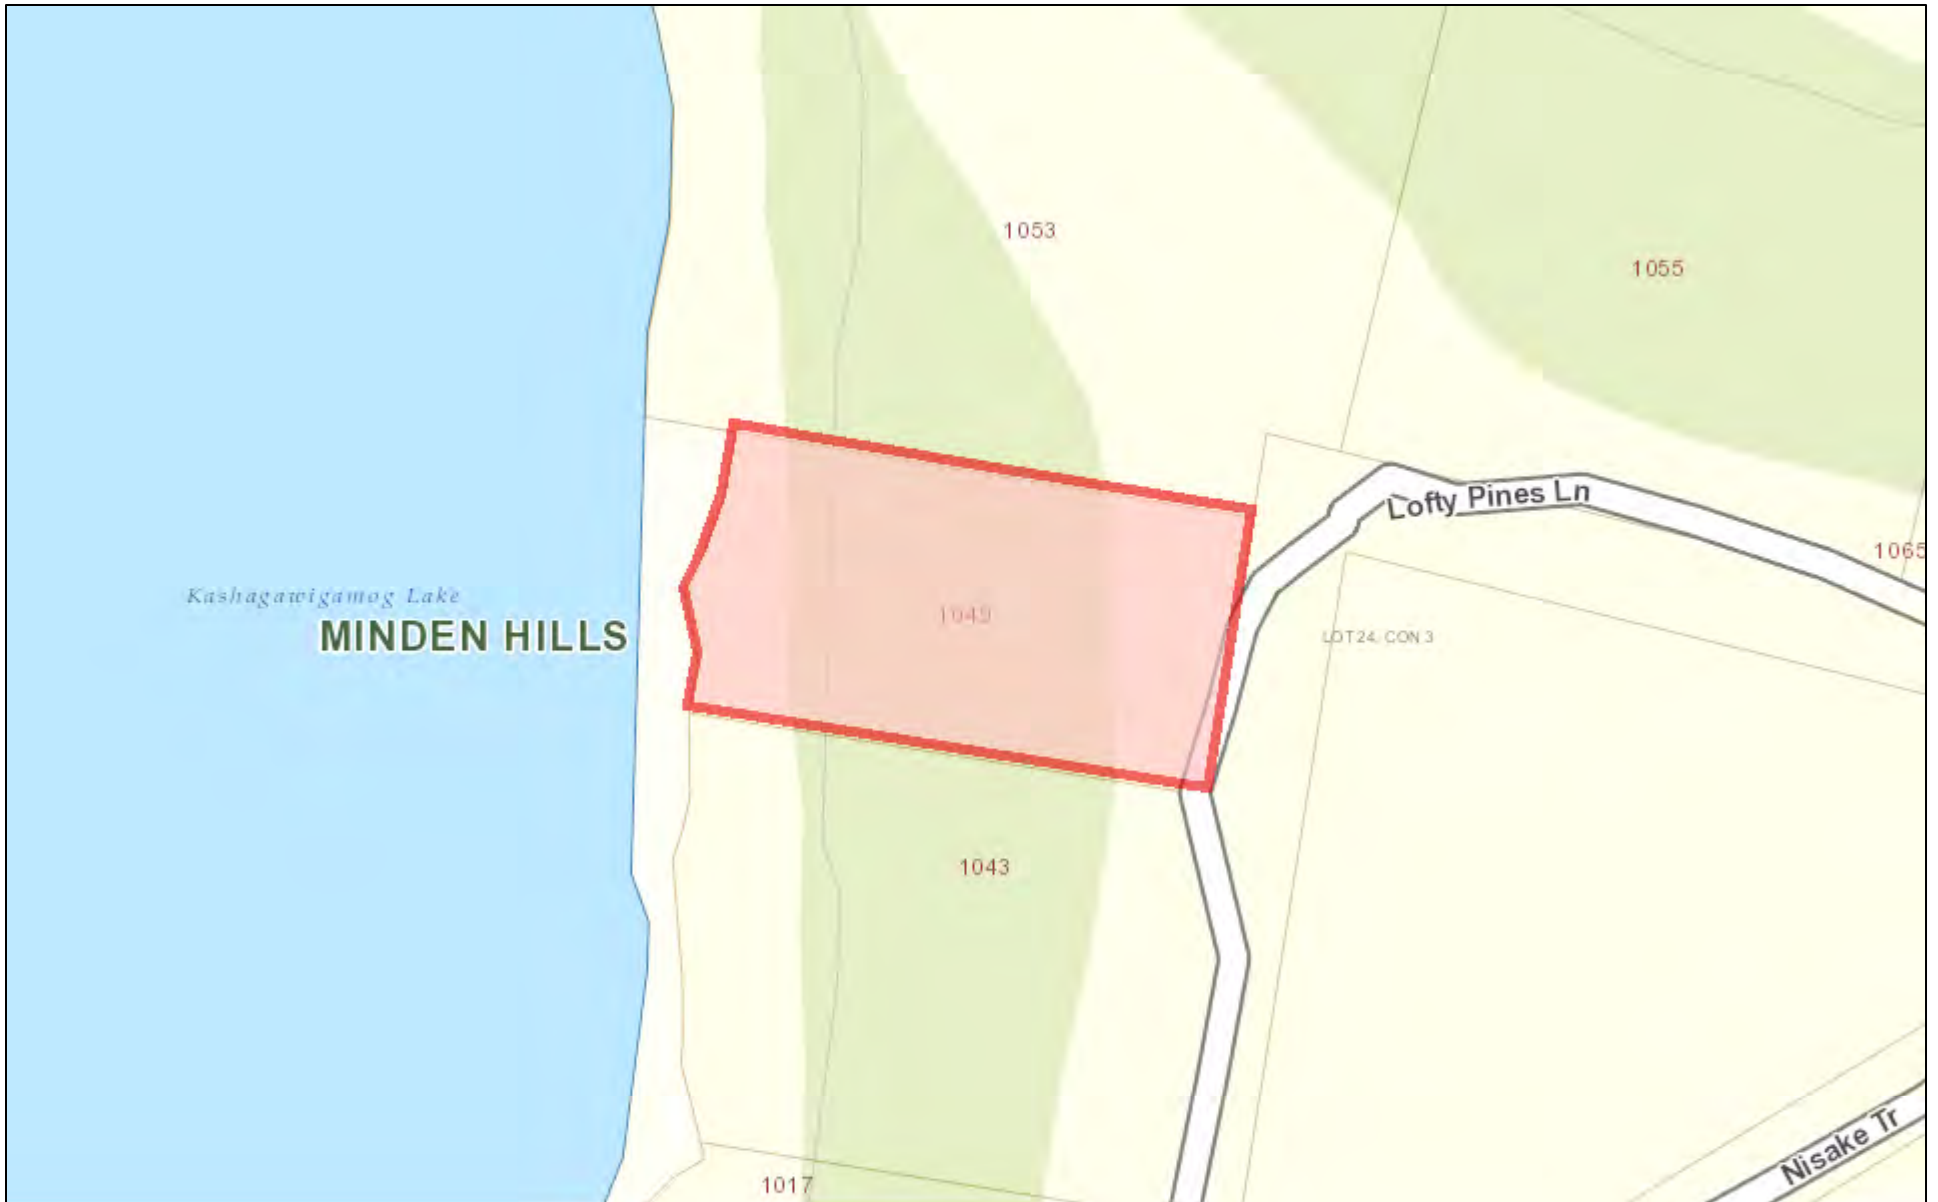 1053
1055
Lofty Pines Ln
1065
Kashagawigamog Lake
MINDEN HILLS
1049
LOT 24, CON 3
1043
Nisake Tr
1017